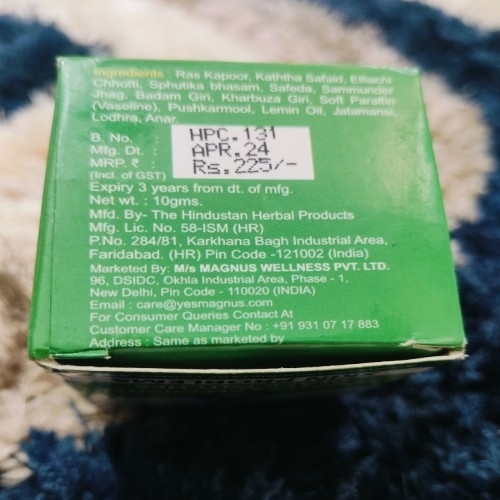 Ingredients : Ras Kapoor, Kaththa Safaid, Ellachi
Chhotti, Sphutika bhasam, Safeda, Sammunder
Jhag, Badam Giri, Kharbuza Giri, Soft Paraffin
(Vaseline), Pushkarmool, Lemin Oil, Jatamansi,
Lodhra, Anar.
B. No. : HPC.131
Mfg. Dt. : APR.24
MRP. ₹ : Rs.225/-
(Incl. of GST)
Expiry 3 years from dt. of mfg.
Net wt. : 10gms.
Mfd. By- The Hindustan Herbal Products
Mfg. Lic. No. 58-ISM (HR)
P.No. 284/81, Karkhana Bagh Industrial Area,
Faridabad. (HR) Pin Code -121002 (India)
Marketed By: M/s MAGNUS WELLNESS PVT. LTD.
96, DSIDC, Okhla Industrial Area, Phase - 1,
New Delhi, Pin Code - 110020 (INDIA)
Email : care@yesmagnus.com
For Consumer Queries Contact At
Customer Care Manager No : +91 931 07 17 883
Address : Same as marketed by